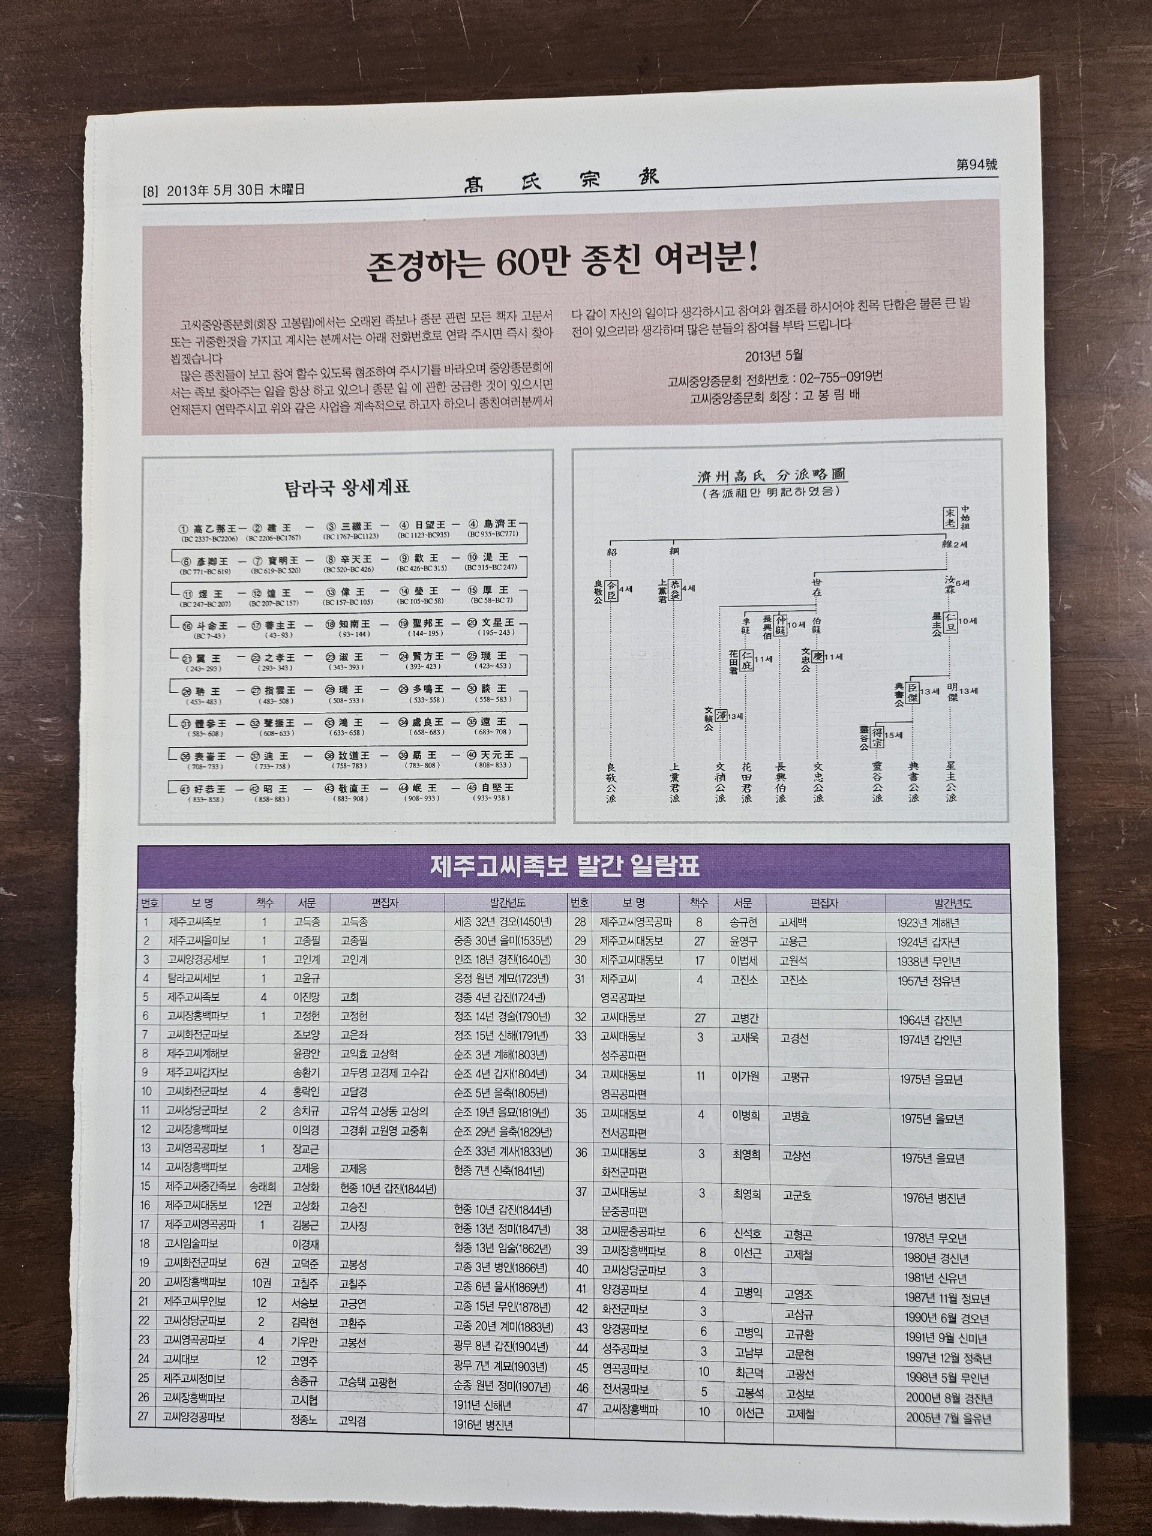 [8] 2013年 5月 30日 木曜日
高 氏 宗 報
第94號
존경하는 60만 종친 여러분!
고씨중앙종문회(회장 고봉림)에서는 오래된 족보나 종문 관련 모든 책자 고문서
또는 귀중한것을 가지고 계시는 분께서는 아래 전화번호로 연락 주시면 즉시 찾아
뵙겠습니다
많은 종친들이 보고 참여 할수 있도록 협조하여 주시기를 바라오며 중앙종문회에
서는 족보 찾아주는 일을 항상 하고 있으니 종문 일 에 관한 궁금한 것이 있으시면
언제든지 연락주시고 위와 같은 사업을 계속적으로 하고자 하오니 종친여러분께서
다 같이 자신의 일이다 생각하시고 참여와 협조를 하시어야 친목 단합은 물론 큰 발
전이 있으리라 생각하며 많은 분들의 참여를 부탁 드립니다
2013년 5월
고씨중앙종문회 전화번호 : 02-755-0919번
고씨중앙종문회 회장 : 고 봉 림 배
탐라국 왕세계표
① 高乙那王 — ② 建 王 — ③ 三繼王 — ④ 日望王 — ④ 島濟王
(BC 2337~BC2206) (BC 2206~BC1767) (BC 1767~BC1123) (BC 1123~BC935) (BC 935~BC771)
⑥ 彥卿王 — ⑦ 寶明王 — ⑧ 辛天王 — ⑨ 歡 王 — ⑩ 湜 王
(BC 771~BC 619) (BC 619~BC 520) (BC 520~BC 426) (BC 426~BC 315) (BC 315~BC 247)
⑪ 煜 王 — ⑫ 煌 王 — ⑬ 偉 王 — ⑭ 榮 王 — ⑮ 厚 王
(BC 247~BC 207) (BC 207~BC 157) (BC 157~BC 105) (BC 105~BC 58) (BC 58~BC 7)
⑯ 斗命王 — ⑰ 善主王 — ⑱ 知南王 — ⑲ 聖邦王 — ⑳ 文星王
(BC 7~43) (43~93) (93~144) (144~195) (195~243)
㉑ 翼 王 — ㉒ 之孝王 — ㉓ 淑 王 — ㉔ 賢方王 — ㉕ 璣 王
(243~293) (293~343) (343~393) (393~423) (423~453)
㉖ 聃 王 — ㉗ 指雲王 — ㉘ 瑞 王 — ㉙ 多鳴王 — ㉚ 談 王
(453~483) (483~508) (508~533) (533~558) (558~583)
㉛ 體參王 — ㉜ 聲振王 — ㉝ 鴻 王 — ㉞ 處良王 — ㉟ 遠 王
(583~608) (608~633) (633~658) (658~683) (683~708)
㊱ 表崙王 — ㊲ 迪 王 — ㊳ 致道王 — ㊴ 勗 王 — ㊵ 天元王
(708~733) (733~758) (758~783) (783~808) (808~833)
㊶ 好恭王 — ㊷ 昭 王 — ㊸ 敬直王 — ㊹ 岷 王 — ㊺ 自堅王
(833~858) (858~883) (883~908) (908~933) (933~938)
濟州高氏 分派略圖
(各派祖만 明記하였음)
中始祖 末老
紹 綱 維 2세
良敬公 令臣 4세 上黨君 恭益 4세 世在 汝霖 6세
季 長興伯 仲 10세 伯 星主公 仁旦 10세
花田君 仁庇 11세 文忠公 慶 11세
典書公 臣傑 13세 明傑 13세
文禎公 澤 13세
靈谷公 得宗 15세
良敬公派 上黨君派 文禎公派 花田君派 長興伯派 文忠公派 靈谷公派 典書公派 星主公派
제주고씨족보 발간 일람표
번호 보 명 책수 서문 편집자 발간년도
1 제주고씨족보 1 고득종 고득종 세종 32년 경오(1450년)
2 제주고씨을미보 1 고종필 고종필 중종 30년 을미(1535년)
3 고씨양경공세보 1 고인계 고인계 인조 18년 경진(1640년)
4 탐라고씨세보 1 고윤규 옹정 원년 계묘(1723년)
5 제주고씨족보 4 이진망 고회 경종 4년 갑진(1724년)
6 고씨장흥백파보 1 고정헌 고정헌 정조 14년 경술(1790년)
7 고씨화전군파보 조보양 고은좌 정조 15년 신해(1791년)
8 제주고씨계해보 윤광안 고익효 고상혁 순조 3년 계해(1803년)
9 제주고씨갑자보 송환기 고두명 고경제 고수갑 순조 4년 갑자(1804년)
10 고씨화전군파보 4 홍락인 고달경 순조 5년 을축(1805년)
11 고씨상당군파보 2 송치규 고유석 고상동 고상의 순조 19년 을묘(1819년)
12 고씨장흥백파보 이의경 고경휘 고원영 고중휘 순조 29년 을축(1829년)
13 고씨영곡공파보 1 장교근 순조 33년 계사(1833년)
14 고씨장흥백파보 고제웅 고제웅 헌종 7년 신축(1841년)
15 제주고씨중간족보 송래희 고상화 헌종 10년 갑진(1844년)
16 제주고씨대동보 12권 고상화 고승진 헌종 10년 갑진(1844년)
17 제주고씨영곡공파 1 김봉근 고사징 헌종 13년 정미(1847년)
18 고시임술파보 이경재 철종 13년 임술(1862년)
19 고씨화전군파보 6권 고덕준 고봉성 고종 3년 병인(1866년)
20 고씨장흥백파보 10권 고칠주 고칠주 고종 6년 을사(1869년)
21 제주고씨무인보 12 서승보 고긍연 고종 15년 무인(1878년)
22 고씨상당군파보 2 김락현 고환주 고종 20년 계미(1883년)
23 고씨영곡공파보 4 기우만 고봉선 광무 8년 갑진(1904년)
24 고씨대보 12 고영주 광무 7년 계묘(1903년)
25 제주고씨정미보 송종규 고승택 고광헌 순종 원년 정미(1907년)
26 고씨장흥백파보 고시협 1911년 신해년
27 고씨양경공파보 정종노 고익겸 1916년 병진년
번호 보 명 책수 서문 편집자 발간년도
28 제주고씨영곡공파 8 송규헌 고제백 1923년 계해년
29 제주고씨대동보 27 윤영구 고용근 1924년 갑자년
30 제주고씨대동보 17 이범세 고원석 1938년 무인년
31 제주고씨 4 고진소 고진소 1957년 정유년
영곡공파보
32 고씨대동보 27 고병간 1964년 갑진년
33 고씨대동보 3 고재욱 고경선 1974년 갑인년
성주공파편
34 고씨대동보 11 이가원 고평규 1975년 을묘년
영곡공파편
35 고씨대동보 4 이병희 고병효 1975년 을묘년
전서공파편
36 고씨대동보 3 최영희 고상선 1975년 을묘년
화전군파편
37 고씨대동보 3 최영희 고군호 1976년 병진년
문충공파편
38 고씨문충공파보 6 신석호 고형곤 1978년 무오년
39 고씨장흥백파보 8 이선근 고제철 1980년 경신년
40 고씨상당군파보 3 1981년 신유년
41 양경공파보 4 고병익 고영조 1987년 11월 정묘년
42 화전군파보 3 고삼규 1990년 6월 경오년
43 양경공파보 6 고병익 고규환 1991년 9월 신미년
44 성주공파보 3 고남부 고문현 1997년 12월 정축년
45 영곡공파보 10 최근덕 고광선 1998년 5월 무인년
46 전서공파보 5 고봉석 고성보 2000년 8월 경진년
47 고씨장흥백파 10 이선근 고제철 2005년 7월 을유년